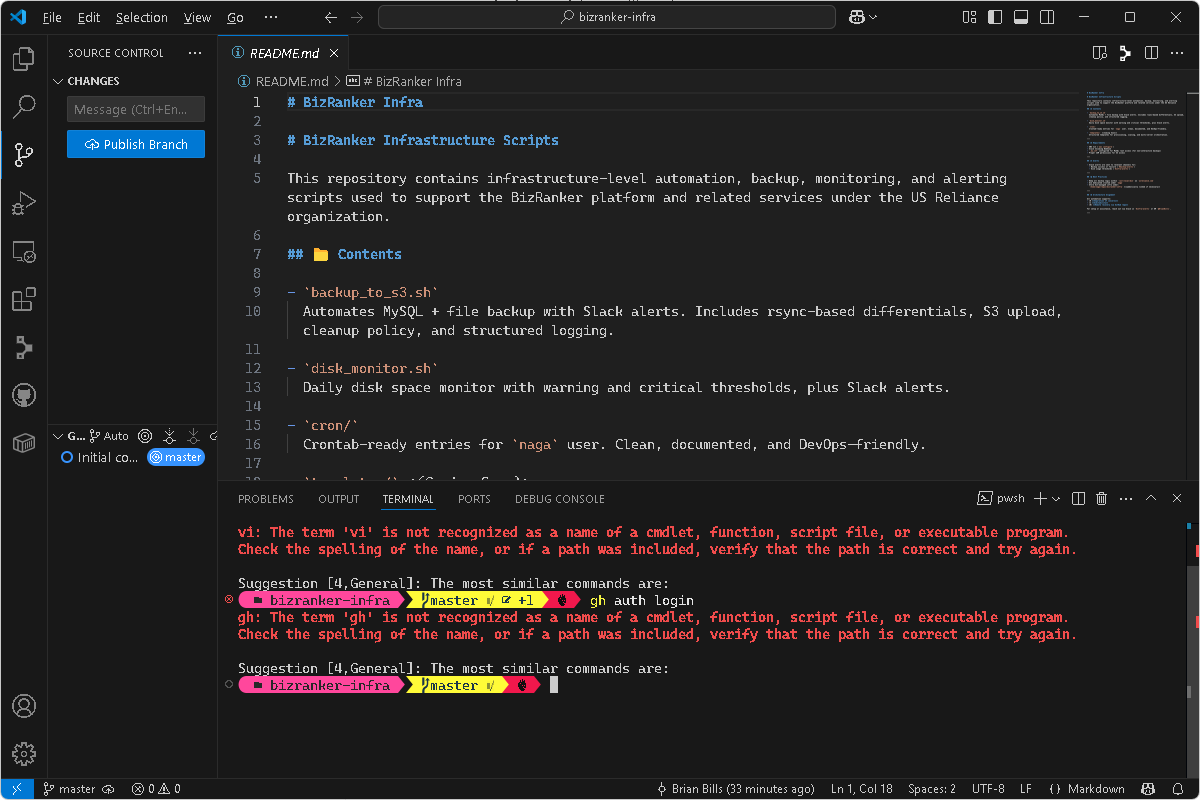 File Edit Selection View Go ··· bizranker-infra
SOURCE CONTROL ···
README.md
CHANGES
README.md > # BizRanker Infra
Message (Ctrl+En...
Publish Branch
1 # BizRanker Infra
2
3 # BizRanker Infrastructure Scripts
4
5 This repository contains infrastructure-level automation, backup, monitoring, and alerting
scripts used to support the BizRanker platform and related services under the US Reliance
organization.
6
7 ## 📁 Contents
8
9 - `backup_to_s3.sh`
10 Automates MySQL + file backup with Slack alerts. Includes rsync-based differentials, S3 upload,
cleanup policy, and structured logging.
11
12 - `disk_monitor.sh`
13 Daily disk space monitor with warning and critical thresholds, plus Slack alerts.
14
15 - `cron/`
16 Crontab-ready entries for `naga` user. Clean, documented, and DevOps-friendly.
17
G... Auto
Initial co... master
PROBLEMS OUTPUT TERMINAL PORTS DEBUG CONSOLE pwsh
vi: The term 'vi' is not recognized as a name of a cmdlet, function, script file, or executable program.
Check the spelling of the name, or if a path was included, verify that the path is correct and try again.
Suggestion [4,General]: The most similar commands are:
bizranker-infra master +1 gh auth login
gh: The term 'gh' is not recognized as a name of a cmdlet, function, script file, or executable program.
Check the spelling of the name, or if a path was included, verify that the path is correct and try again.
Suggestion [4,General]: The most similar commands are:
bizranker-infra master
master 0 0 Brian Bills (33 minutes ago) Ln 1, Col 18 Spaces: 2 UTF-8 LF {} Markdown